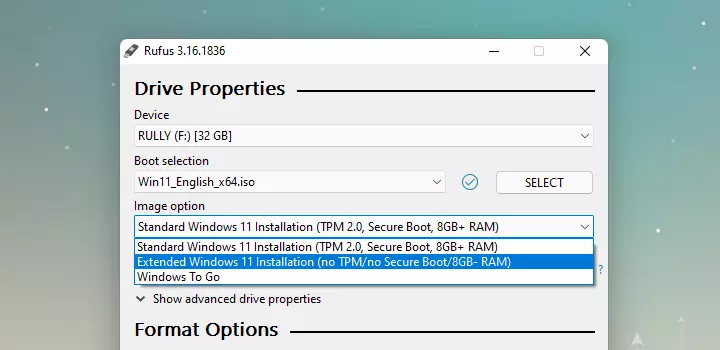 Rufus 3.16.1836
Drive Properties
Device
RULLY (F:) [32 GB]
Boot selection
Win11_English_x64.iso
SELECT
Image option
Standard Windows 11 Installation (TPM 2.0, Secure Boot, 8GB+ RAM)
Standard Windows 11 Installation (TPM 2.0, Secure Boot, 8GB+ RAM)
Extended Windows 11 Installation (no TPM/no Secure Boot/8GB- RAM)
Windows To Go
?
Show advanced drive properties
Format Options